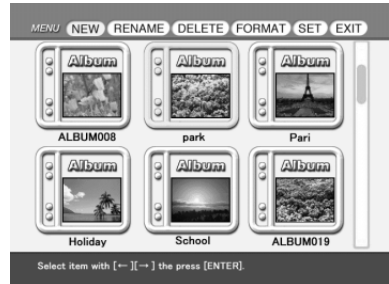 MENU NEW RENAME DELETE FORMAT SET EXIT
Album Album Album
ALBUM008 park Pari
Album Album Album
Holiday School ALBUM019
Select item with [← ][→ ] the press [ENTER].